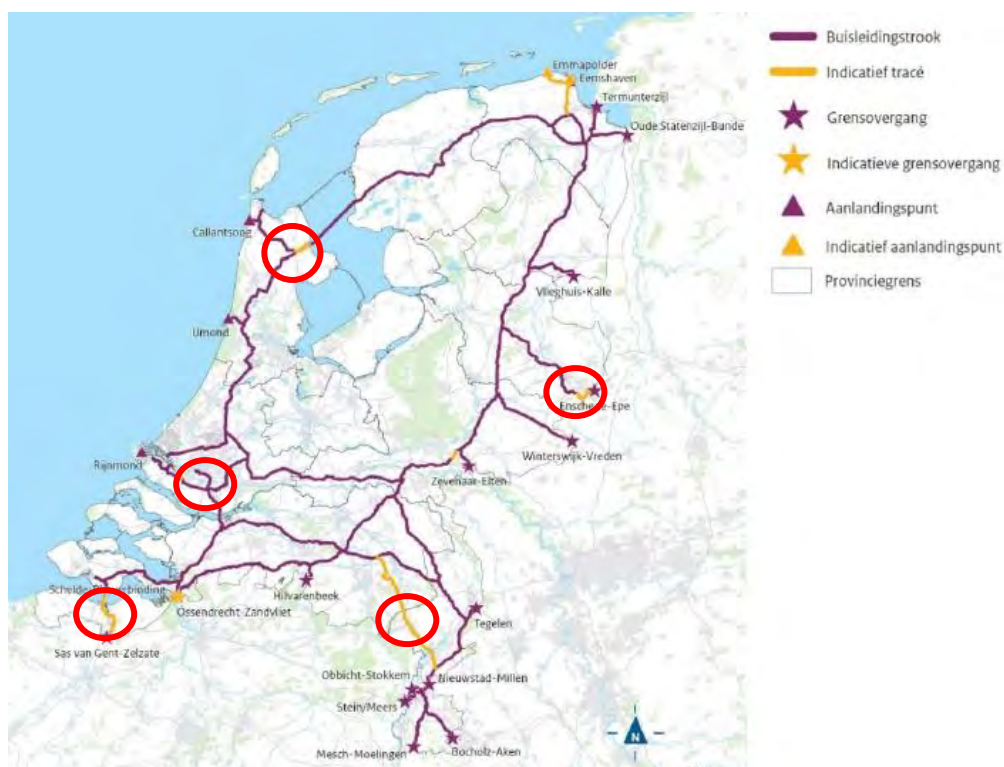 Buisleidingstrook
Indicatief tracé
Grensovergang
Indicatieve grensovergang
Aanlandingspunt
Indicatief aanlandingspunt
Provinciegrens
Emmapolder
Eemshaven
Termunterzijl
Oude Statenzijl-Bunde
Callantsoog
Vlieghuis-Kalle
IJmond
Enschede-Epe
Winterswijk-Vreden
Rijnmond
Zevenaar-Elten
Hilvarenbeek
Ossendrecht-Zandvliet
Tegelen
Sas van Gent-Zelzate
Obbicht-Stokkem
Nieuwstad-Millen
Stein/Meers
Mesch-Moelingen
Bocholz-Aken
N